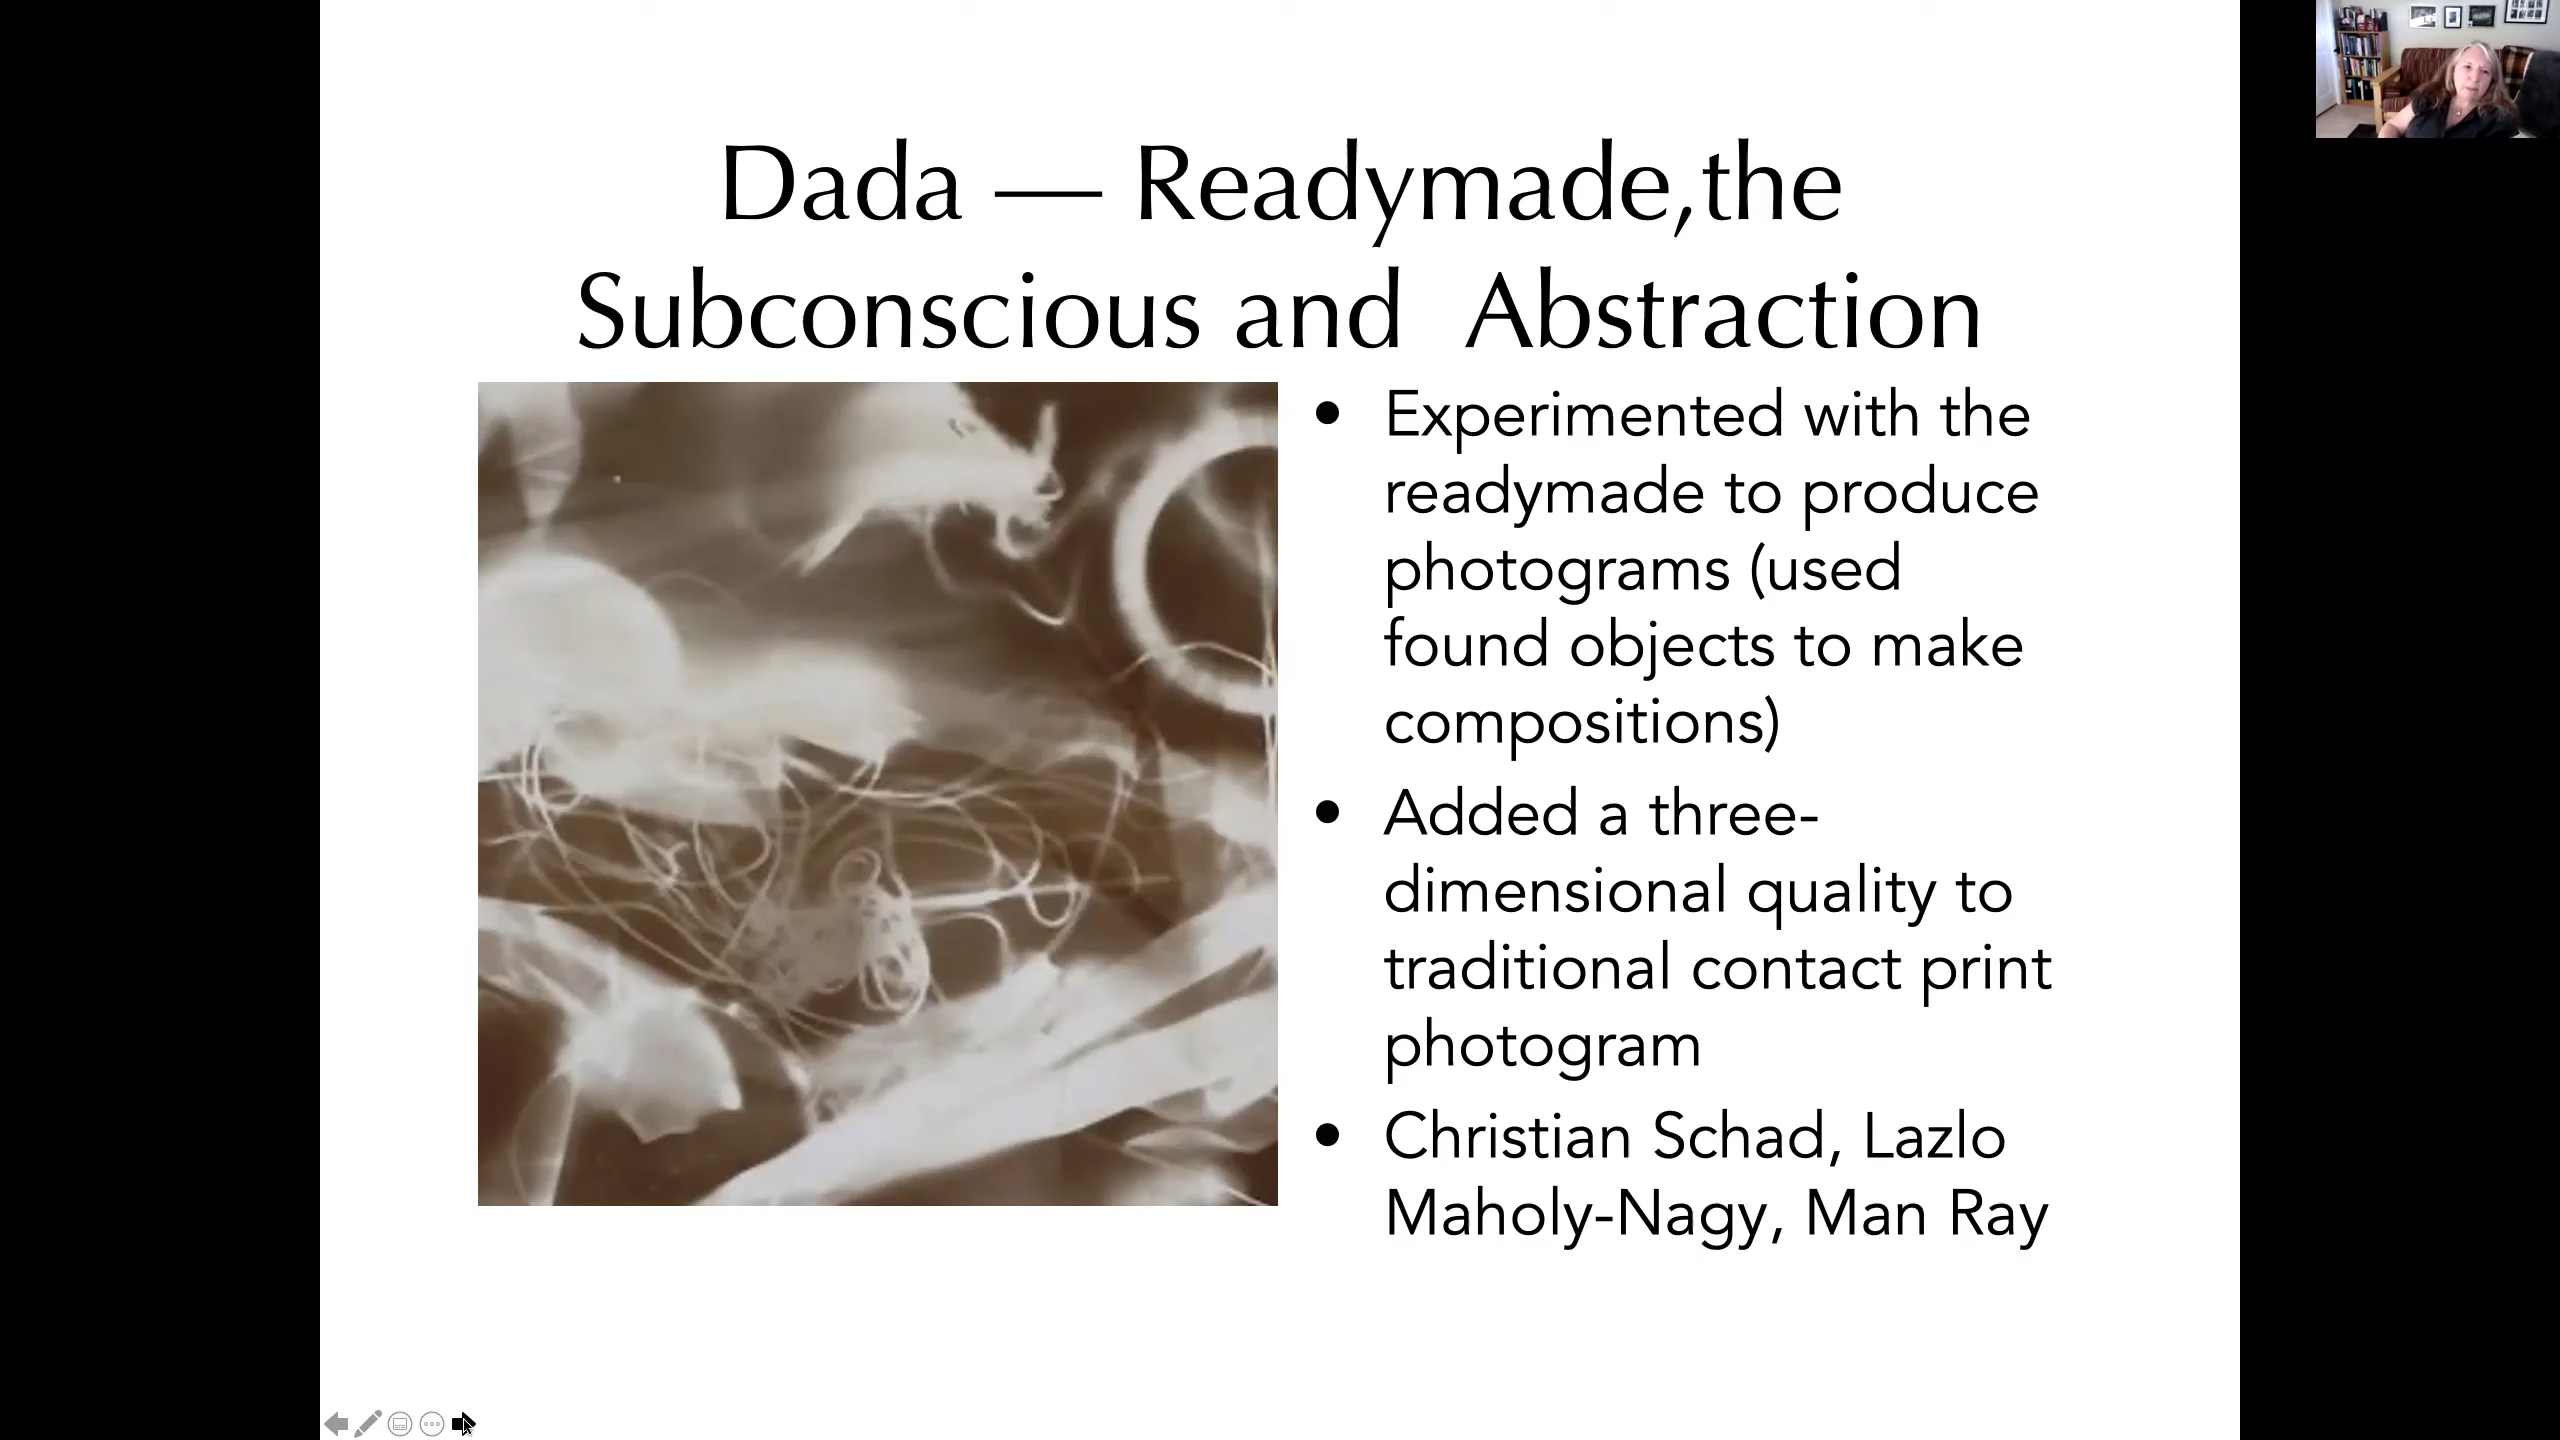 Dada — Readymade,the
Subconscious and  Abstraction
• Experimented with the
readymade to produce
photograms (used
found objects to make
compositions)
• Added a three-
dimensional quality to
traditional contact print
photogram
• Christian Schad, Lazlo
Maholy-Nagy, Man Ray